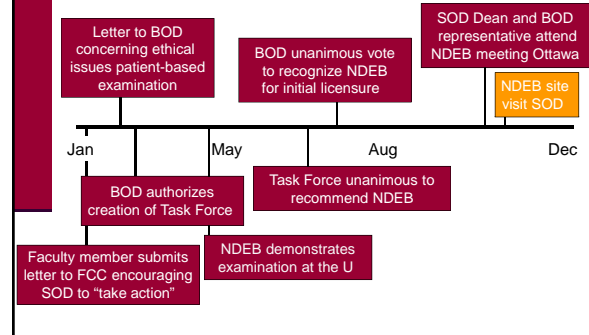 Letter to BOD
concerning ethical
issues patient-based
examination
BOD unanimous vote
to recognize NDEB
for initial licensure
SOD Dean and BOD
representative attend
NDEB meeting Ottawa
NDEB site
visit SOD
Jan
May
Aug
Dec
BOD authorizes
creation of Task Force
Task Force unanimous to
recommend NDEB
Faculty member submits
letter to FCC encouraging
SOD to “take action”
NDEB demonstrates
examination at the U